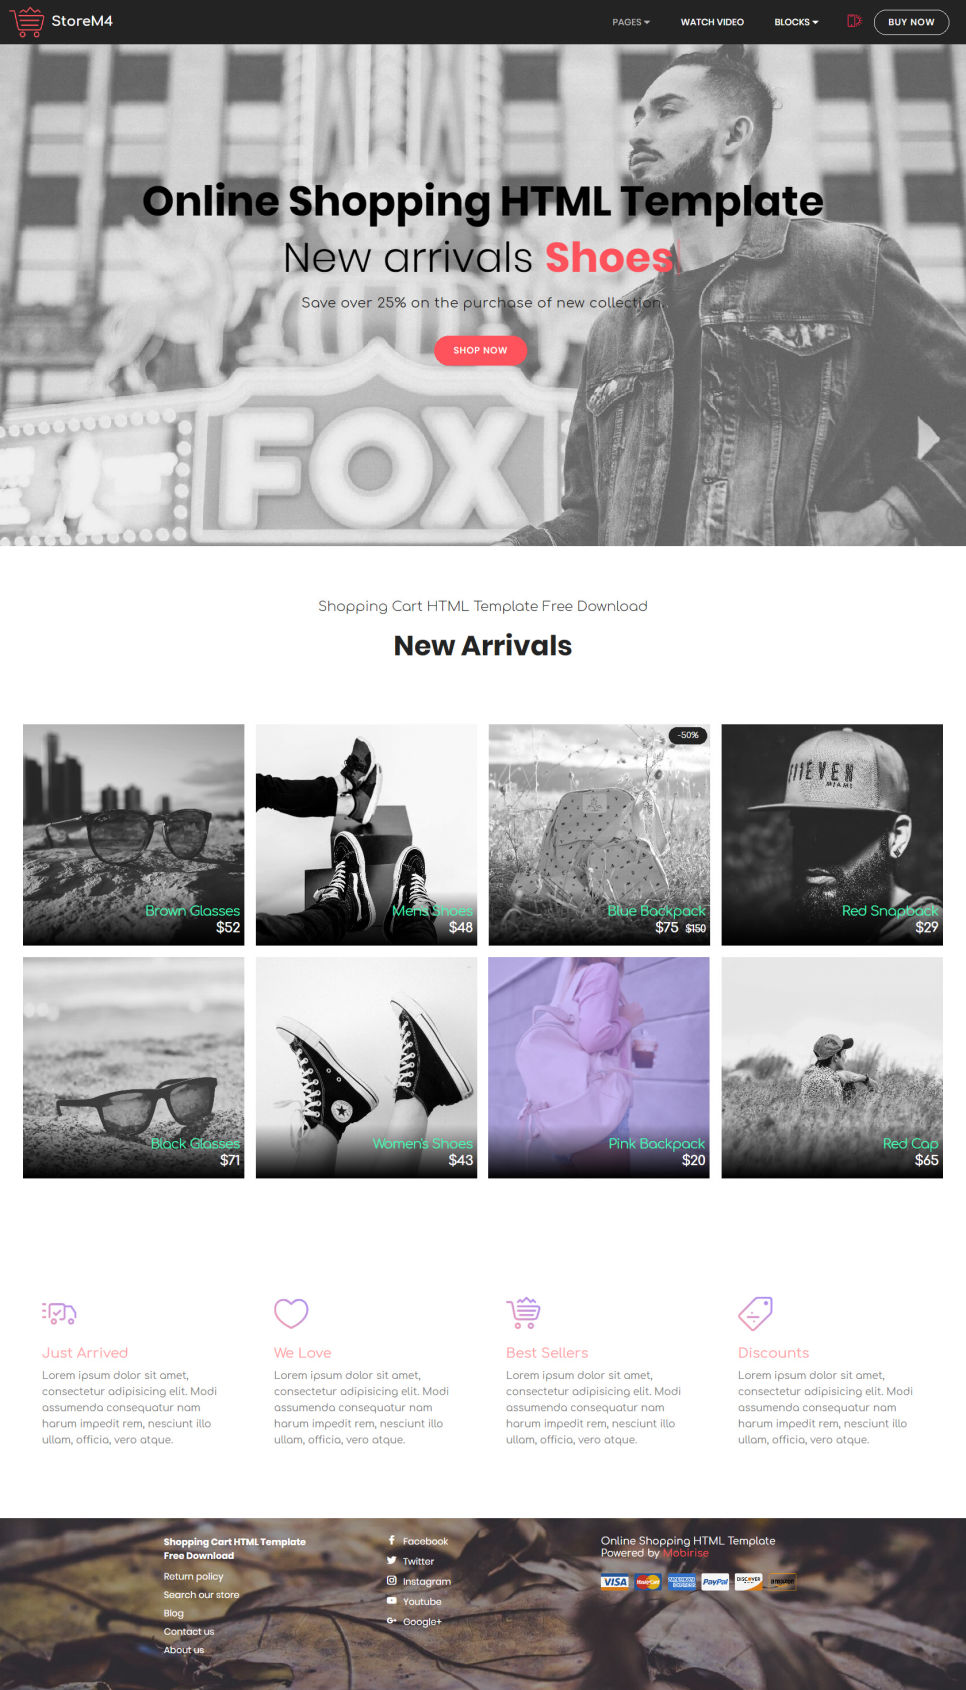 StoreM4
PAGES
WATCH VIDEO
BLOCKS
BUY NOW
Online Shopping HTML Template
New arrivals Shoes
Save over 25% on the purchase of new collection.
SHOP NOW
FOX
Shopping Cart HTML Template Free Download
New Arrivals
Brown Glasses
$52
Men's Shoes
$48
-50%
Blue Backpack
$75 $150
E11EVEN
MIAMI
Red Snapback
$29
Black Glasses
$71
Women's Shoes
$43
Pink Backpack
$20
Red Cap
$65
Just Arrived
Lorem ipsum dolor sit amet,
consectetur adipisicing elit. Modi
assumenda consequatur nam
harum impedit rem, nesciunt illo
ullam, officia, vero atque.
We Love
Lorem ipsum dolor sit amet,
consectetur adipisicing elit. Modi
assumenda consequatur nam
harum impedit rem, nesciunt illo
ullam, officia, vero atque.
Best Sellers
Lorem ipsum dolor sit amet,
consectetur adipisicing elit. Modi
assumenda consequatur nam
harum impedit rem, nesciunt illo
ullam, officia, vero atque.
Discounts
Lorem ipsum dolor sit amet,
consectetur adipisicing elit. Modi
assumenda consequatur nam
harum impedit rem, nesciunt illo
ullam, officia, vero atque.
Shopping Cart HTML Template
Free Download
Return policy
Search our store
Blog
Contact us
About us
Facebook
Twitter
Instagram
Youtube
Google+
Online Shopping HTML Template
Powered by Mobirise
VISA
MasterCard
AMERICAN
EXPRESS
PayPal
DISCOVER
amazon